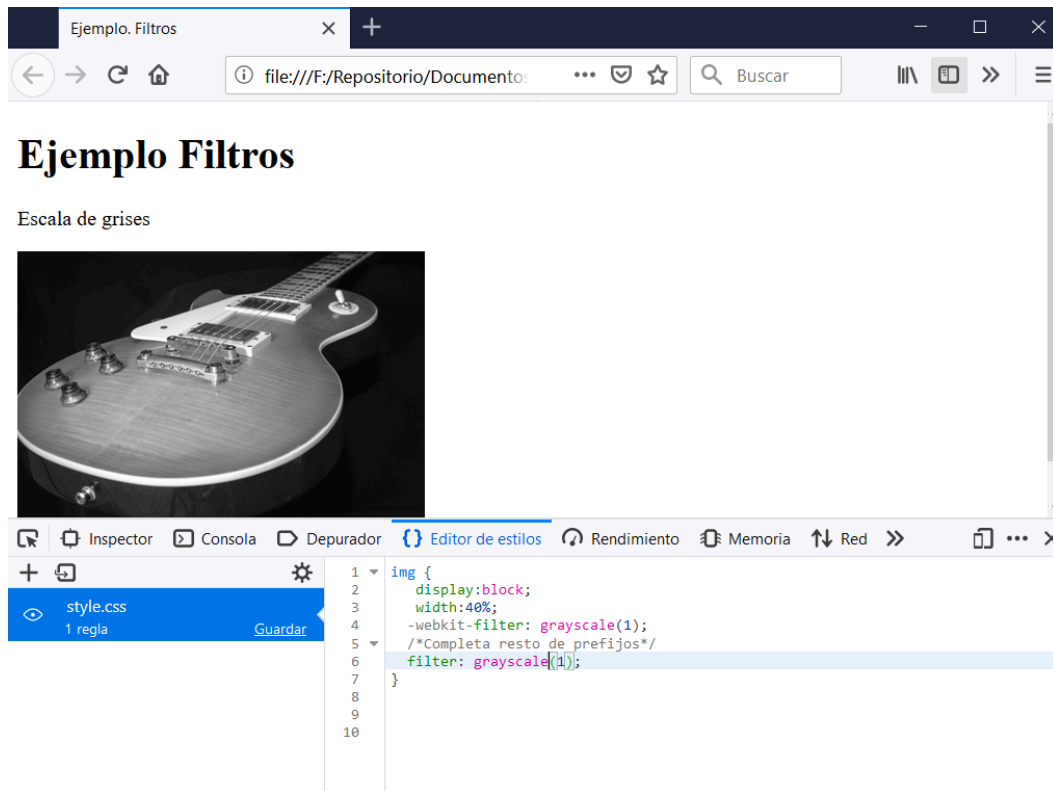 Ejemplo. Filtros
file:///F:/Repositorio/Documentos
Buscar
Ejemplo Filtros
Escala de grises
Inspector Consola Depurador {} Editor de estilos Rendimiento Memoria Red
style.css
1 regla Guardar
1 img {
2 display:block;
3 width:40%;
4 -webkit-filter: grayscale(1);
5 /*Completa resto de prefijos*/
6 filter: grayscale(1);
7 }
8
9
10